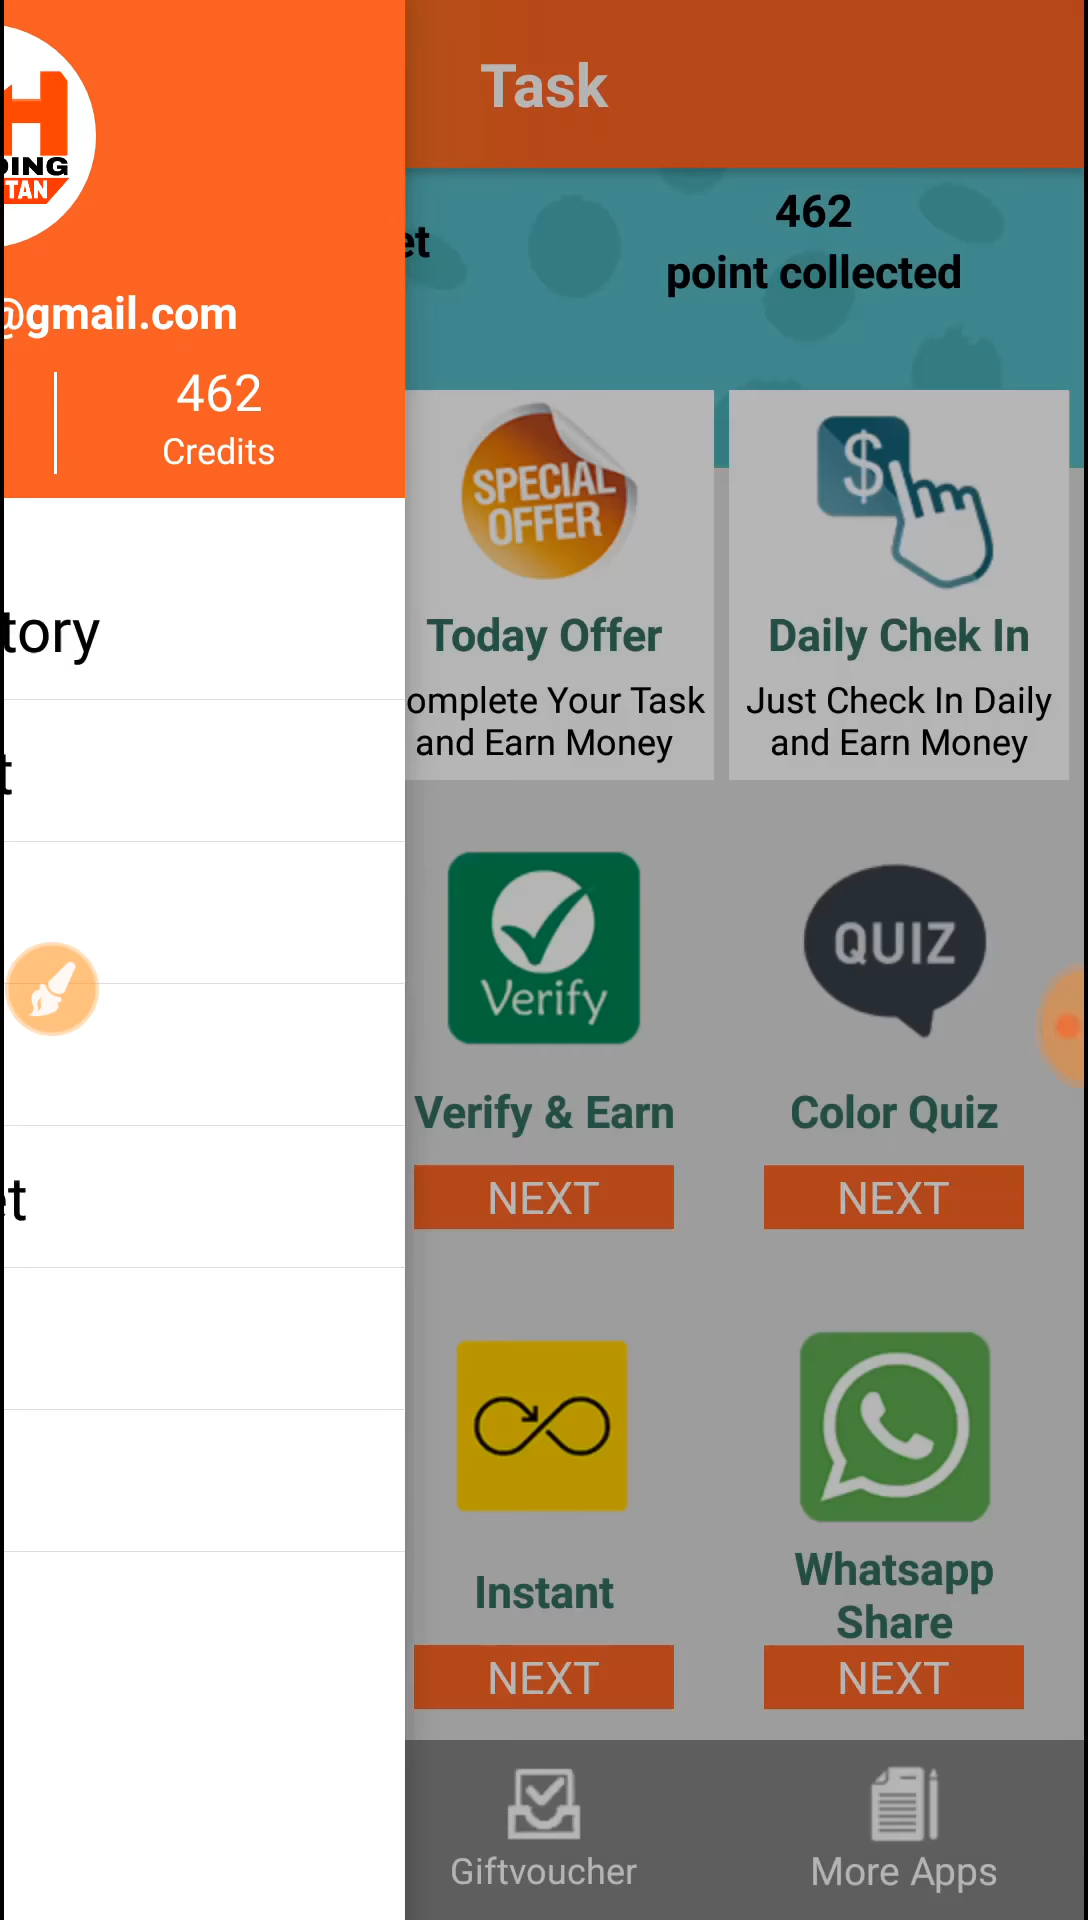 Task
462
point collected
@gmail.com
462
Credits
SPECIAL
OFFER
Today Offer
Complete Your Task
and Earn Money
$
Daily Chek In
Just Check In Daily
and Earn Money
Verify
Verify & Earn
NEXT
QUIZ
Color Quiz
NEXT
Instant
NEXT
Whatsapp
Share
NEXT
Giftvoucher
More Apps